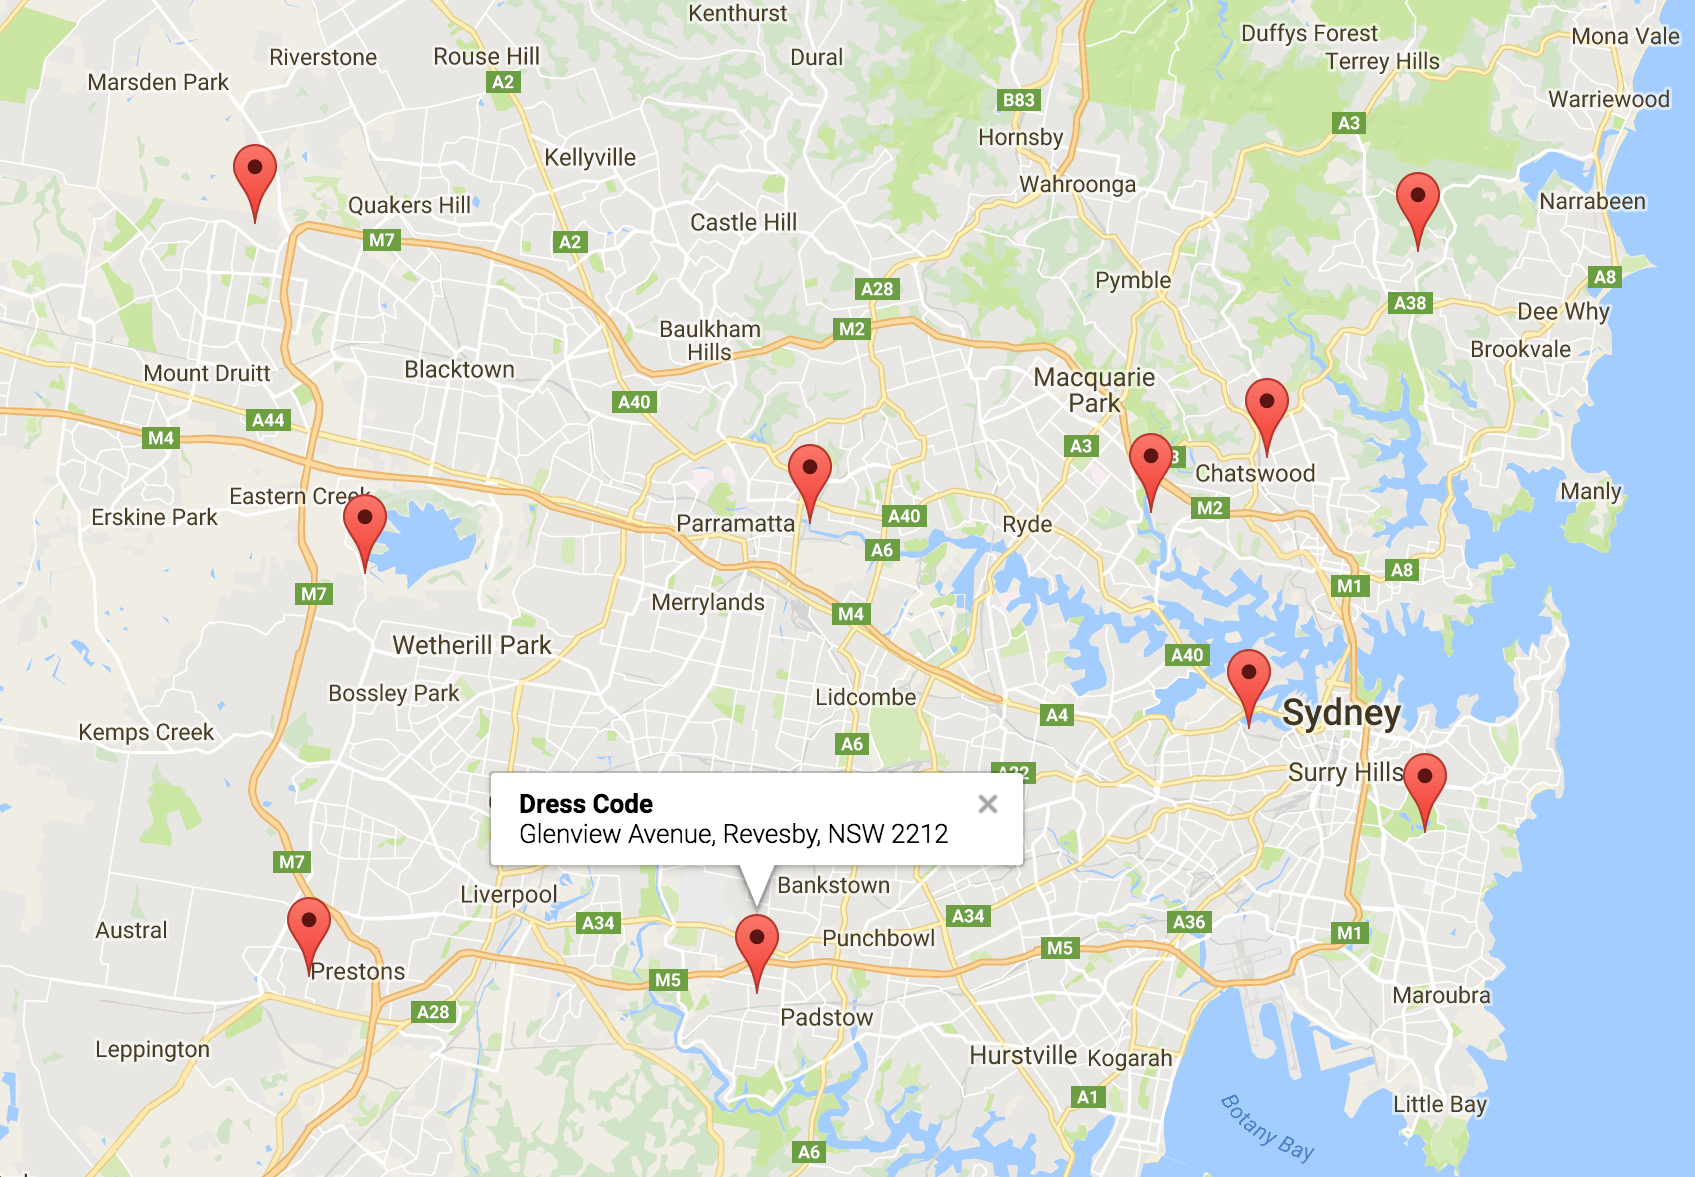 Kenthurst
Duffys Forest
Mona Vale
Riverstone
Rouse Hill
Dural
Terrey Hills
Marsden Park
A2
B83
Warriewood
A3
Hornsby
Kellyville
Wahroonga
Quakers Hill
Narrabeen
Castle Hill
M7
A2
Pymble
A8
A28
A38
Dee Why
Baulkham
Hills
M2
Brookvale
Mount Druitt
Blacktown
Macquarie
Park
A40
A44
M4
A3
3
Chatswood
Eastern Creek
Manly
Erskine Park
Parramatta
A40
Ryde
M2
A6
A8
M7
M1
Merrylands
M4
Wetherill Park
A40
Bossley Park
Lidcombe
Sydney
A4
Kemps Creek
A6
Surry Hills
A22
Dress Code
Glenview Avenue, Revesby, NSW 2212
M7
Bankstown
Liverpool
A34
A34
A36
Austral
Punchbowl
M5
M1
Prestons
M5
Maroubra
A28
Padstow
Leppington
Hurstville
Kogarah
A1
Little Bay
Botany Bay
A6